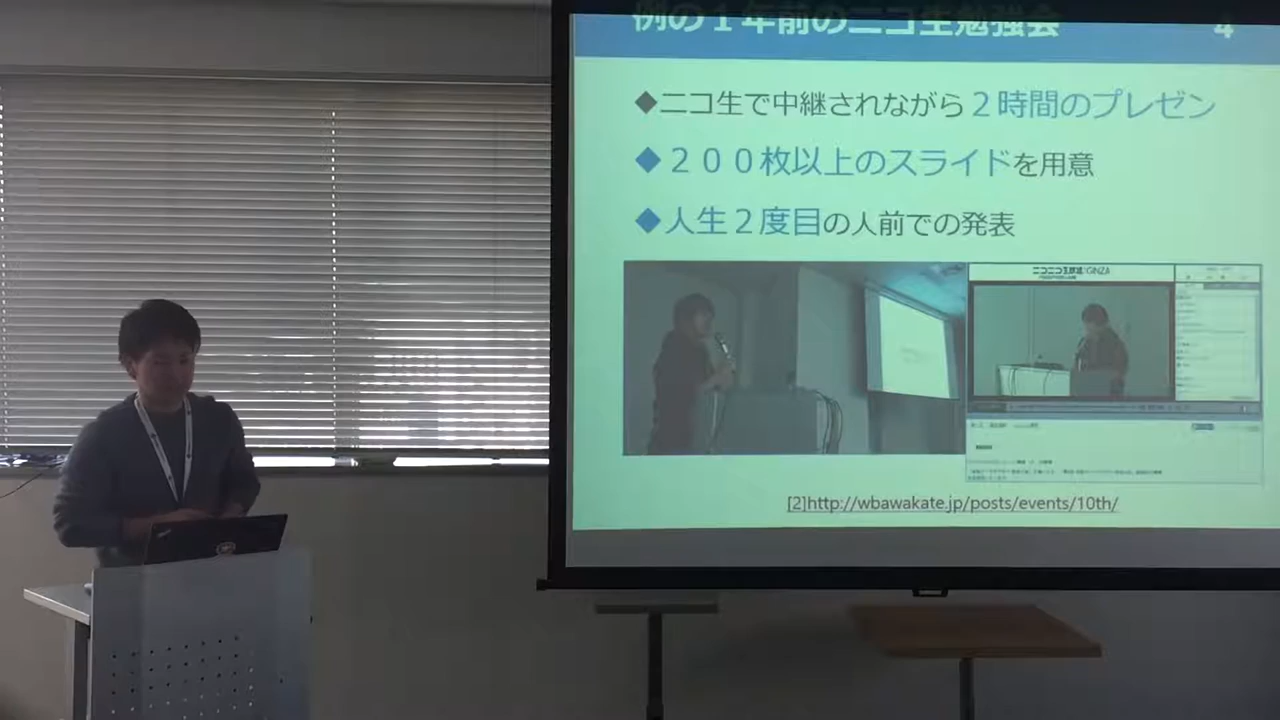 例の１年前のニコ生勉強会
4
◆ニコ生で中継されながら２時間のプレゼン
◆２００枚以上のスライドを用意
◆人生２度目の人前での発表
ニコニコ生放送:GINZA
[2]http://wbawakate.jp/posts/events/10th/